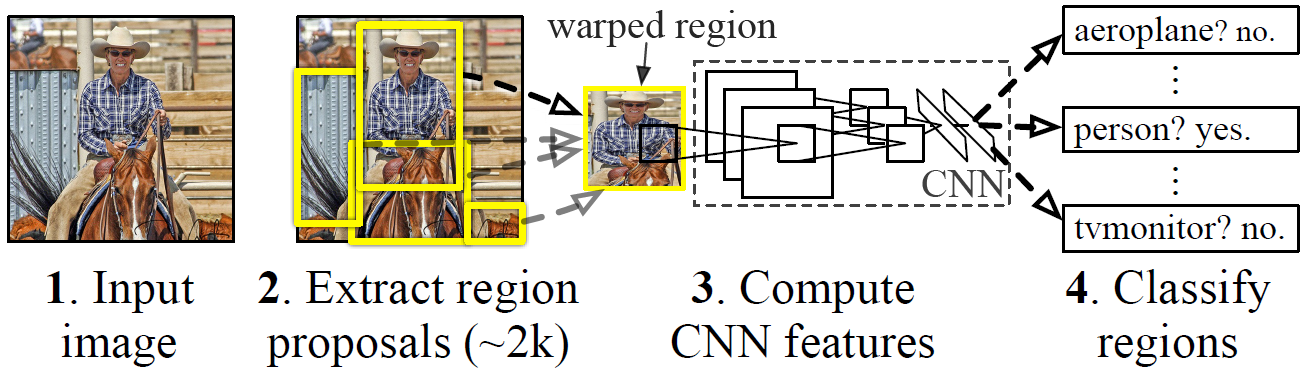 warped region
aeroplane? no.
person? yes.
CNN
tvmonitor? no.
1. Input
image
2. Extract region
proposals (~2k)
3. Compute
CNN features
4. Classify
regions